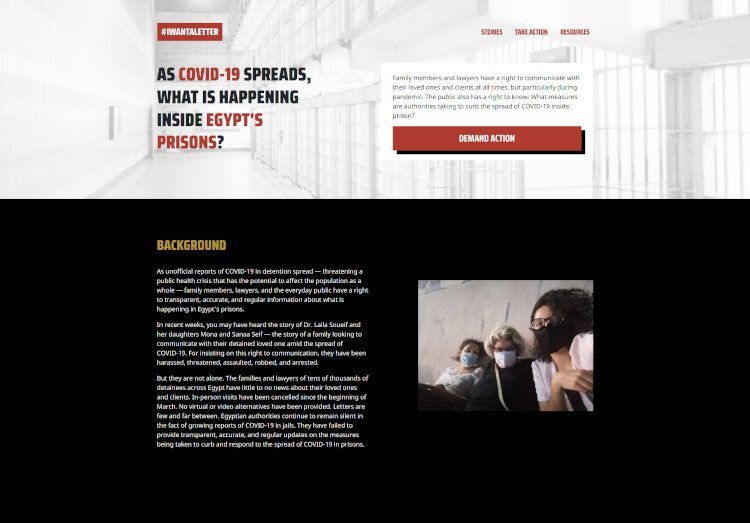 #IWANTALETTER
STORIES TAKE ACTION RESOURCES
AS COVID-19 SPREADS,
WHAT IS HAPPENING
INSIDE EGYPT'S
PRISONS?
Family members and lawyers have a right to communicate with
their loved ones and clients at all times, but particularly during
pandemic. The public also has a right to know: What measures
are authorities taking to curb the spread of COVID-19 inside
prison?
DEMAND ACTION
BACKGROUND
As unofficial reports of COVID-19 in detention spread — threatening a
public health crisis that has the potential to affect the population as a
whole — family members, lawyers, and the everyday public have a right
to transparent, accurate, and regular information about what is
happening in Egypt's prisons.
In recent weeks, you may have heard the story of Dr. Laila Soueif and
her daughters Mona and Sanaa Seif — the story of a family looking to
communicate with their detained loved one amid the spread of
COVID-19. For insisting on this right to communication, they have been
harassed, threatened, assaulted, robbed, and arrested.
But they are not alone. The families and lawyers of tens of thousands of
detainees across Egypt have little to no news about their loved ones
and clients. In-person visits have been cancelled since the beginning of
March. No virtual or video alternatives have been provided. Letters are
few and far between. Egyptian authorities continue to remain silent in
the fact of growing reports of COVID-19 in jails. They have failed to
provide transparent, accurate, and regular updates on the measures
being taken to curb and respond to the spread of COVID-19 in prisons.